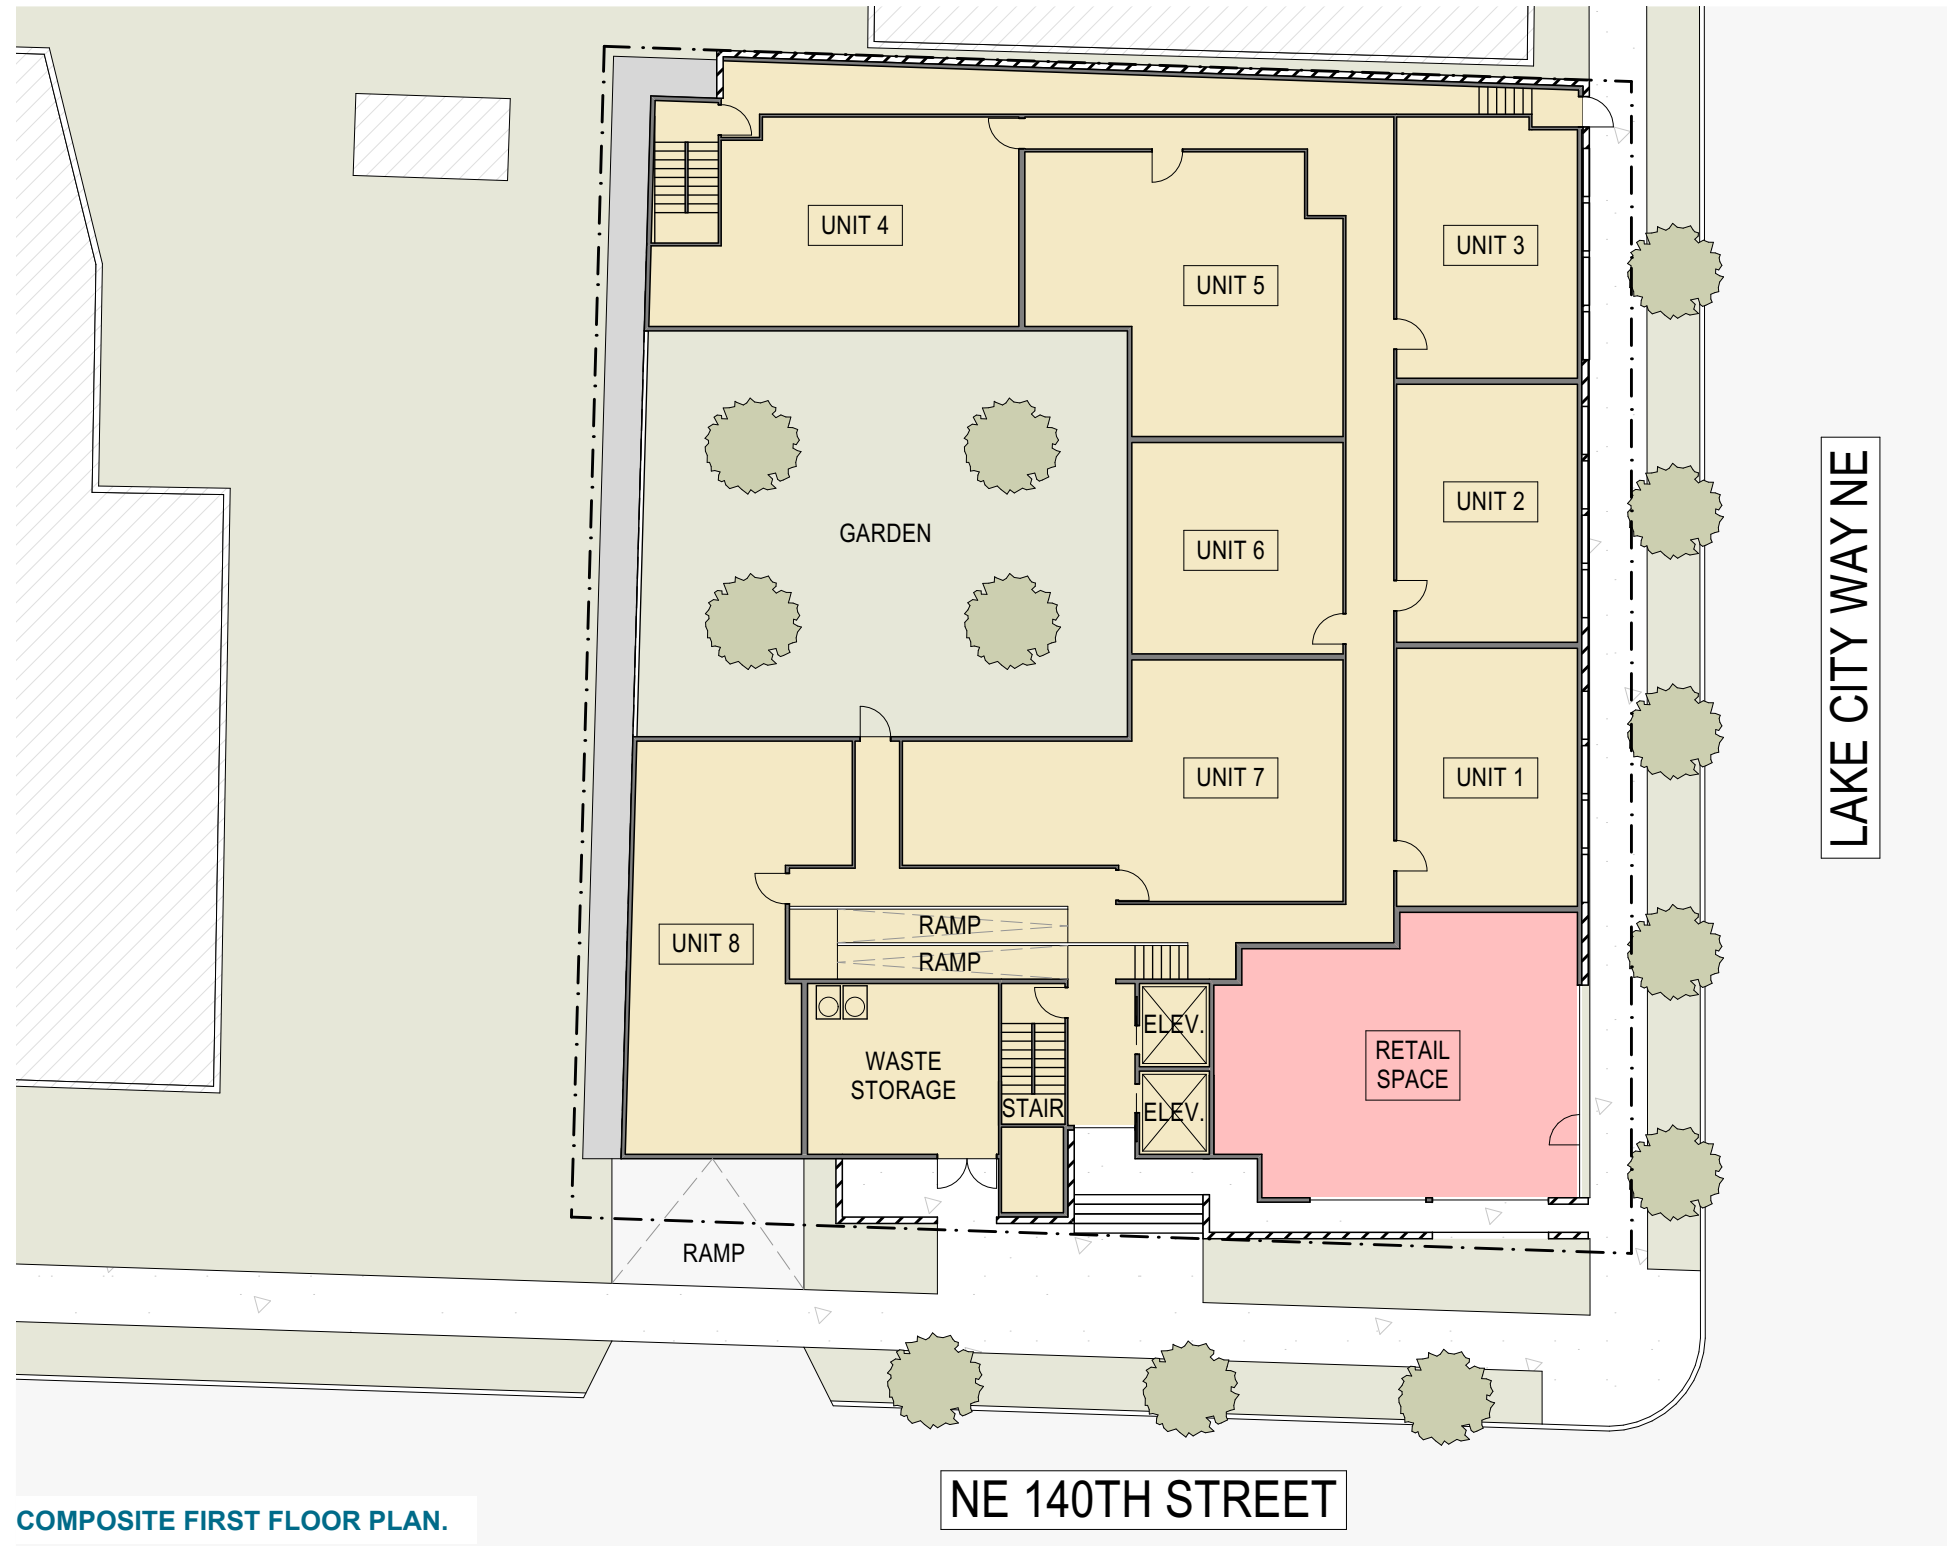 UNIT 4
UNIT 3
UNIT 5
UNIT 2
GARDEN
UNIT 6
LAKE CITY WAY NE
UNIT 7
UNIT 1
RAMP
UNIT 8
RAMP
ELEV.
RETAIL
SPACE
WASTE
STORAGE
STAIR
ELEV.
RAMP
NE 140TH STREET
COMPOSITE FIRST FLOOR PLAN.